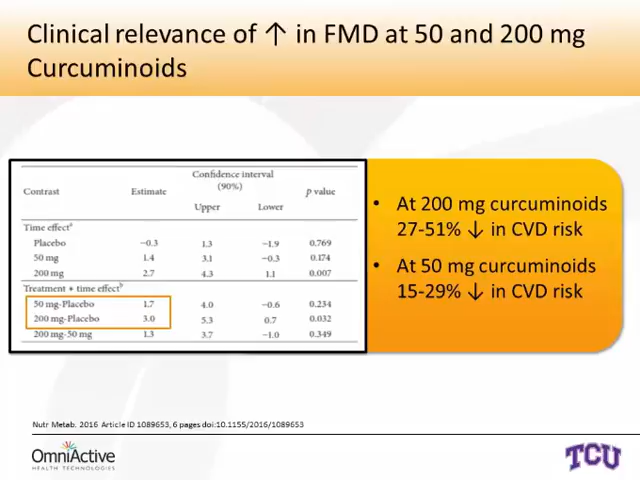 Clinical relevance of ↑ in FMD at 50 and 200 mg
Curcuminoids
Contrast Estimate Confidence interval (90%) p value
Upper Lower
Time effectᵃ
Placebo −0.3 1.3 −1.9 0.769
50 mg 1.4 3.1 −0.3 0.174
200 mg 2.7 4.3 1.1 0.007
Treatment + time effectᵇ
50 mg-Placebo 1.7 4.0 −0.6 0.234
200 mg-Placebo 3.0 5.3 0.7 0.032
200 mg-50 mg 1.3 3.7 −1.0 0.349
• At 200 mg curcuminoids
27-51% ↓ in CVD risk
• At 50 mg curcuminoids
15-29% ↓ in CVD risk
Nutr Metab. 2016 Article ID 1089653, 6 pages doi:10.1155/2016/1089653
OmniActive
HEALTH TECHNOLOGIES
TCU